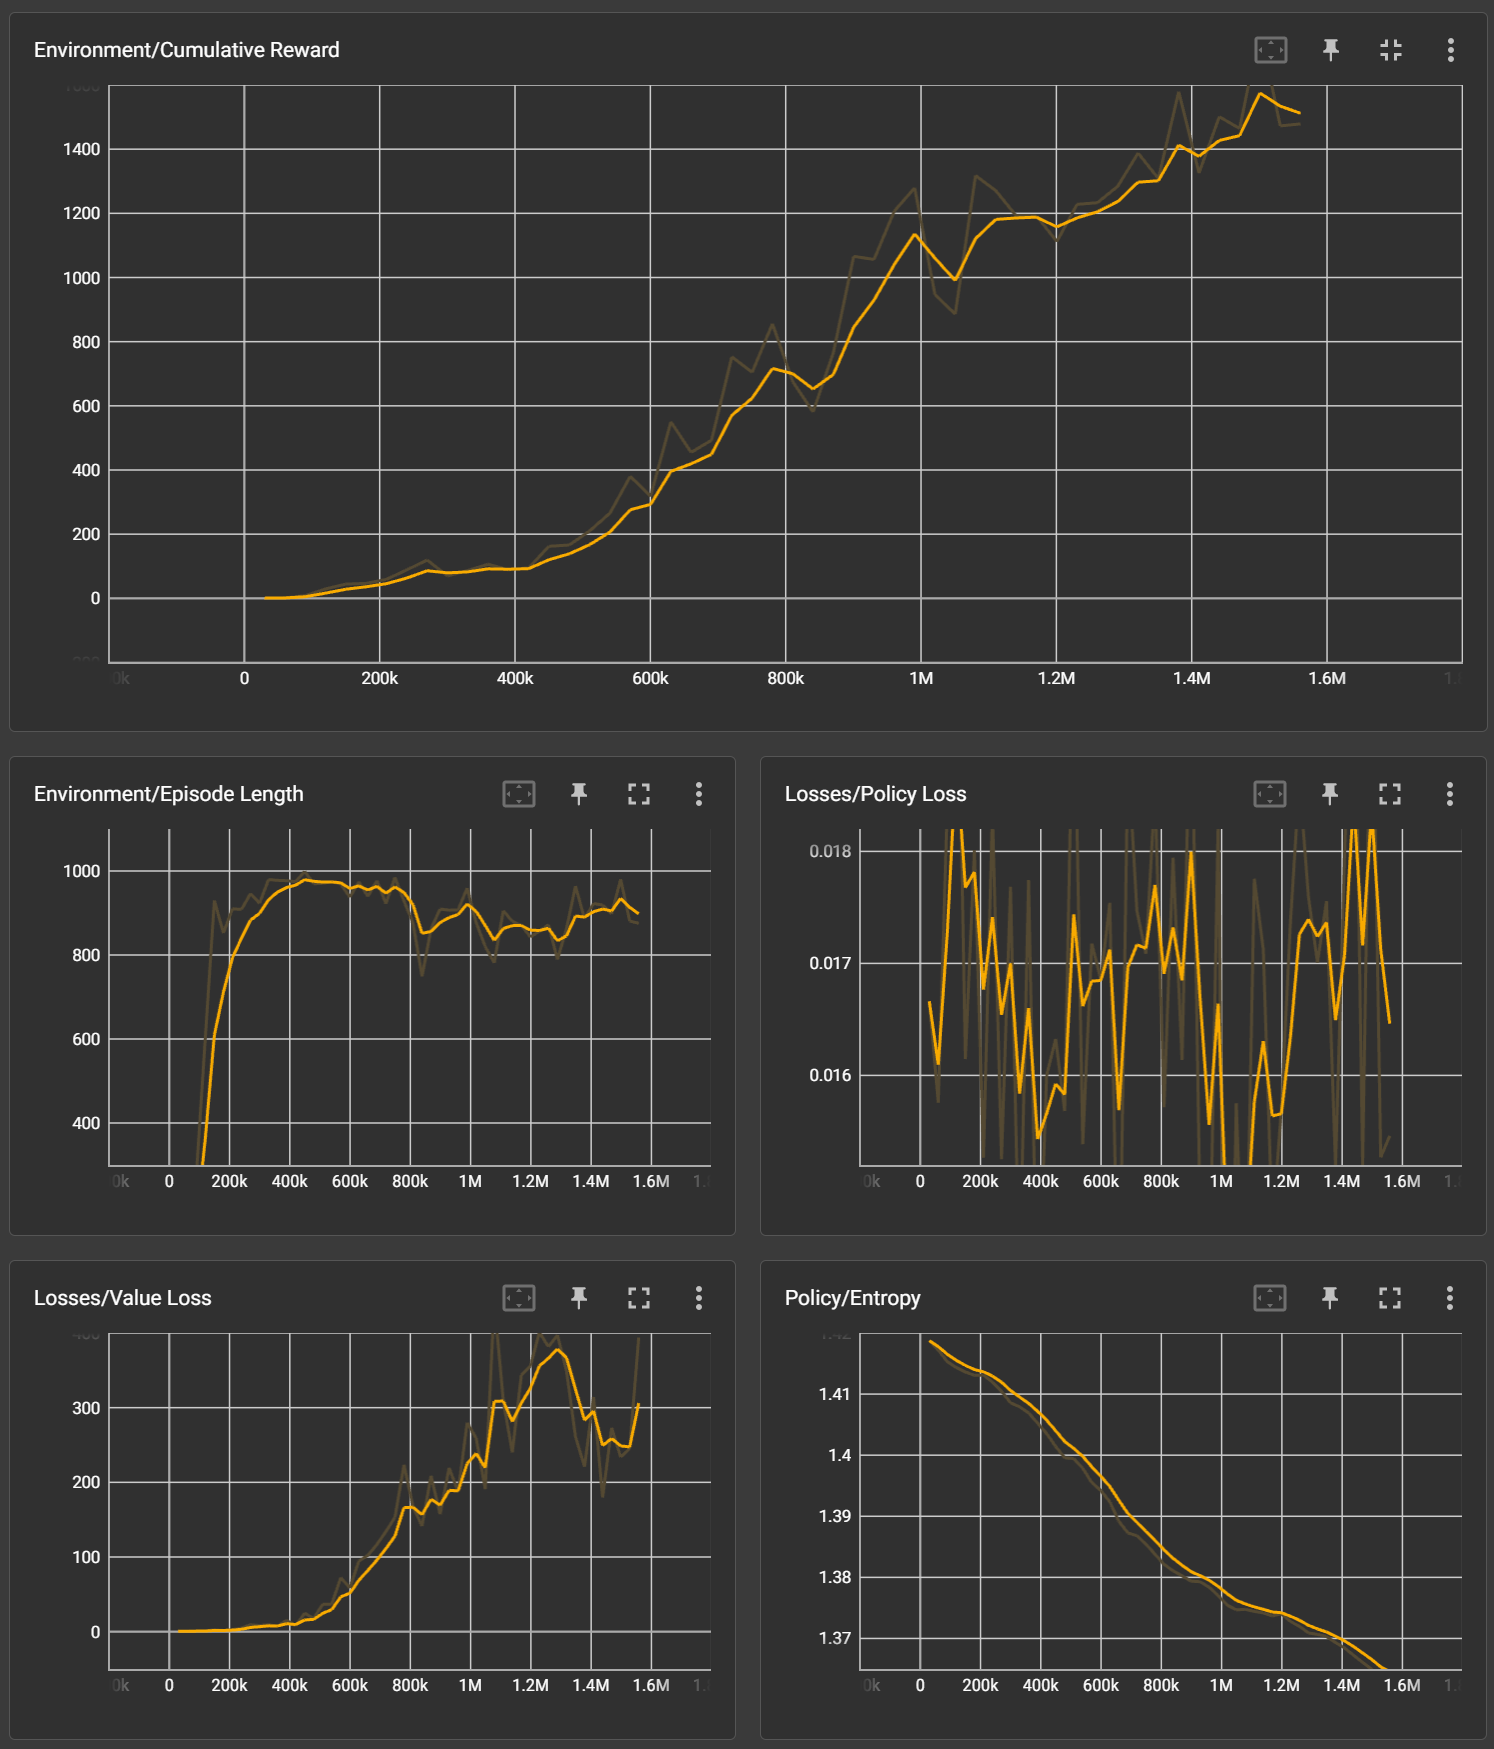 Environment/Cumulative Reward
1400
1200
1000
800
600
400
200
0
0 200k 400k 600k 800k 1M 1.2M 1.4M 1.6M
Environment/Episode Length
1000
800
600
400
0 200k 400k 600k 800k 1M 1.2M 1.4M 1.6M
Losses/Policy Loss
0.018
0.017
0.016
0 200k 400k 600k 800k 1M 1.2M 1.4M 1.6M
Losses/Value Loss
300
200
100
0
0 200k 400k 600k 800k 1M 1.2M 1.4M 1.6M
Policy/Entropy
1.41
1.4
1.39
1.38
1.37
0 200k 400k 600k 800k 1M 1.2M 1.4M 1.6M